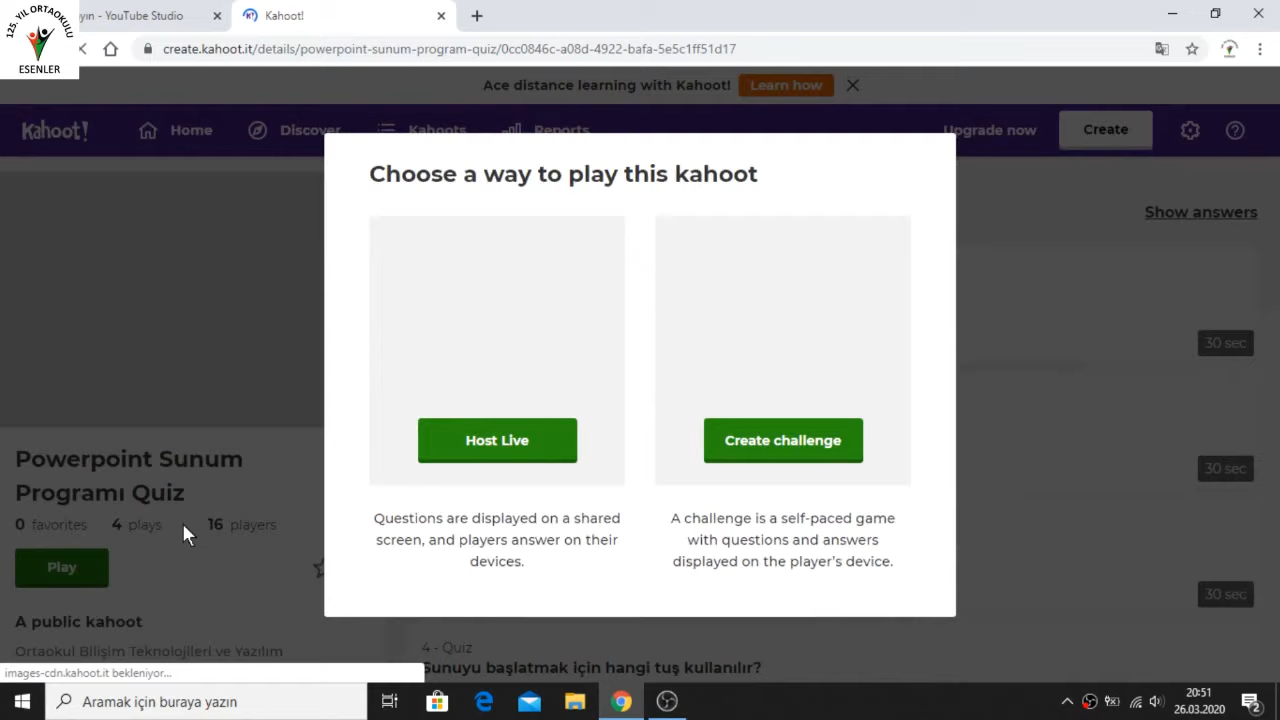 125. YIL ORTAOKULU
ESENLER
ayın - YouTube Studio
Kahoot!
create.kahoot.it/details/powerpoint-sunum-program-quiz/0cc0846c-a08d-4922-bafa-5e5c1ff51d17
Ace distance learning with Kahoot! Learn how
Kahoot! Home Discover Kahoots Reports Upgrade now Create
Choose a way to play this kahoot
Show answers
Host Live Create challenge
Questions are displayed on a shared
screen, and players answer on their
devices.
A challenge is a self-paced game
with questions and answers
displayed on the player's device.
30 sec
30 sec
30 sec
Powerpoint Sunum
Programı Quiz
0 favorites 4 plays 16 players
Play
A public kahoot
Ortaokul Bilişim Teknolojileri ve Yazılım
4 - Quiz
Sunuyu başlatmak için hangi tuş kullanılır?
images-cdn.kahoot.it bekleniyor...
Aramak için buraya yazın
20:51
26.03.2020
2